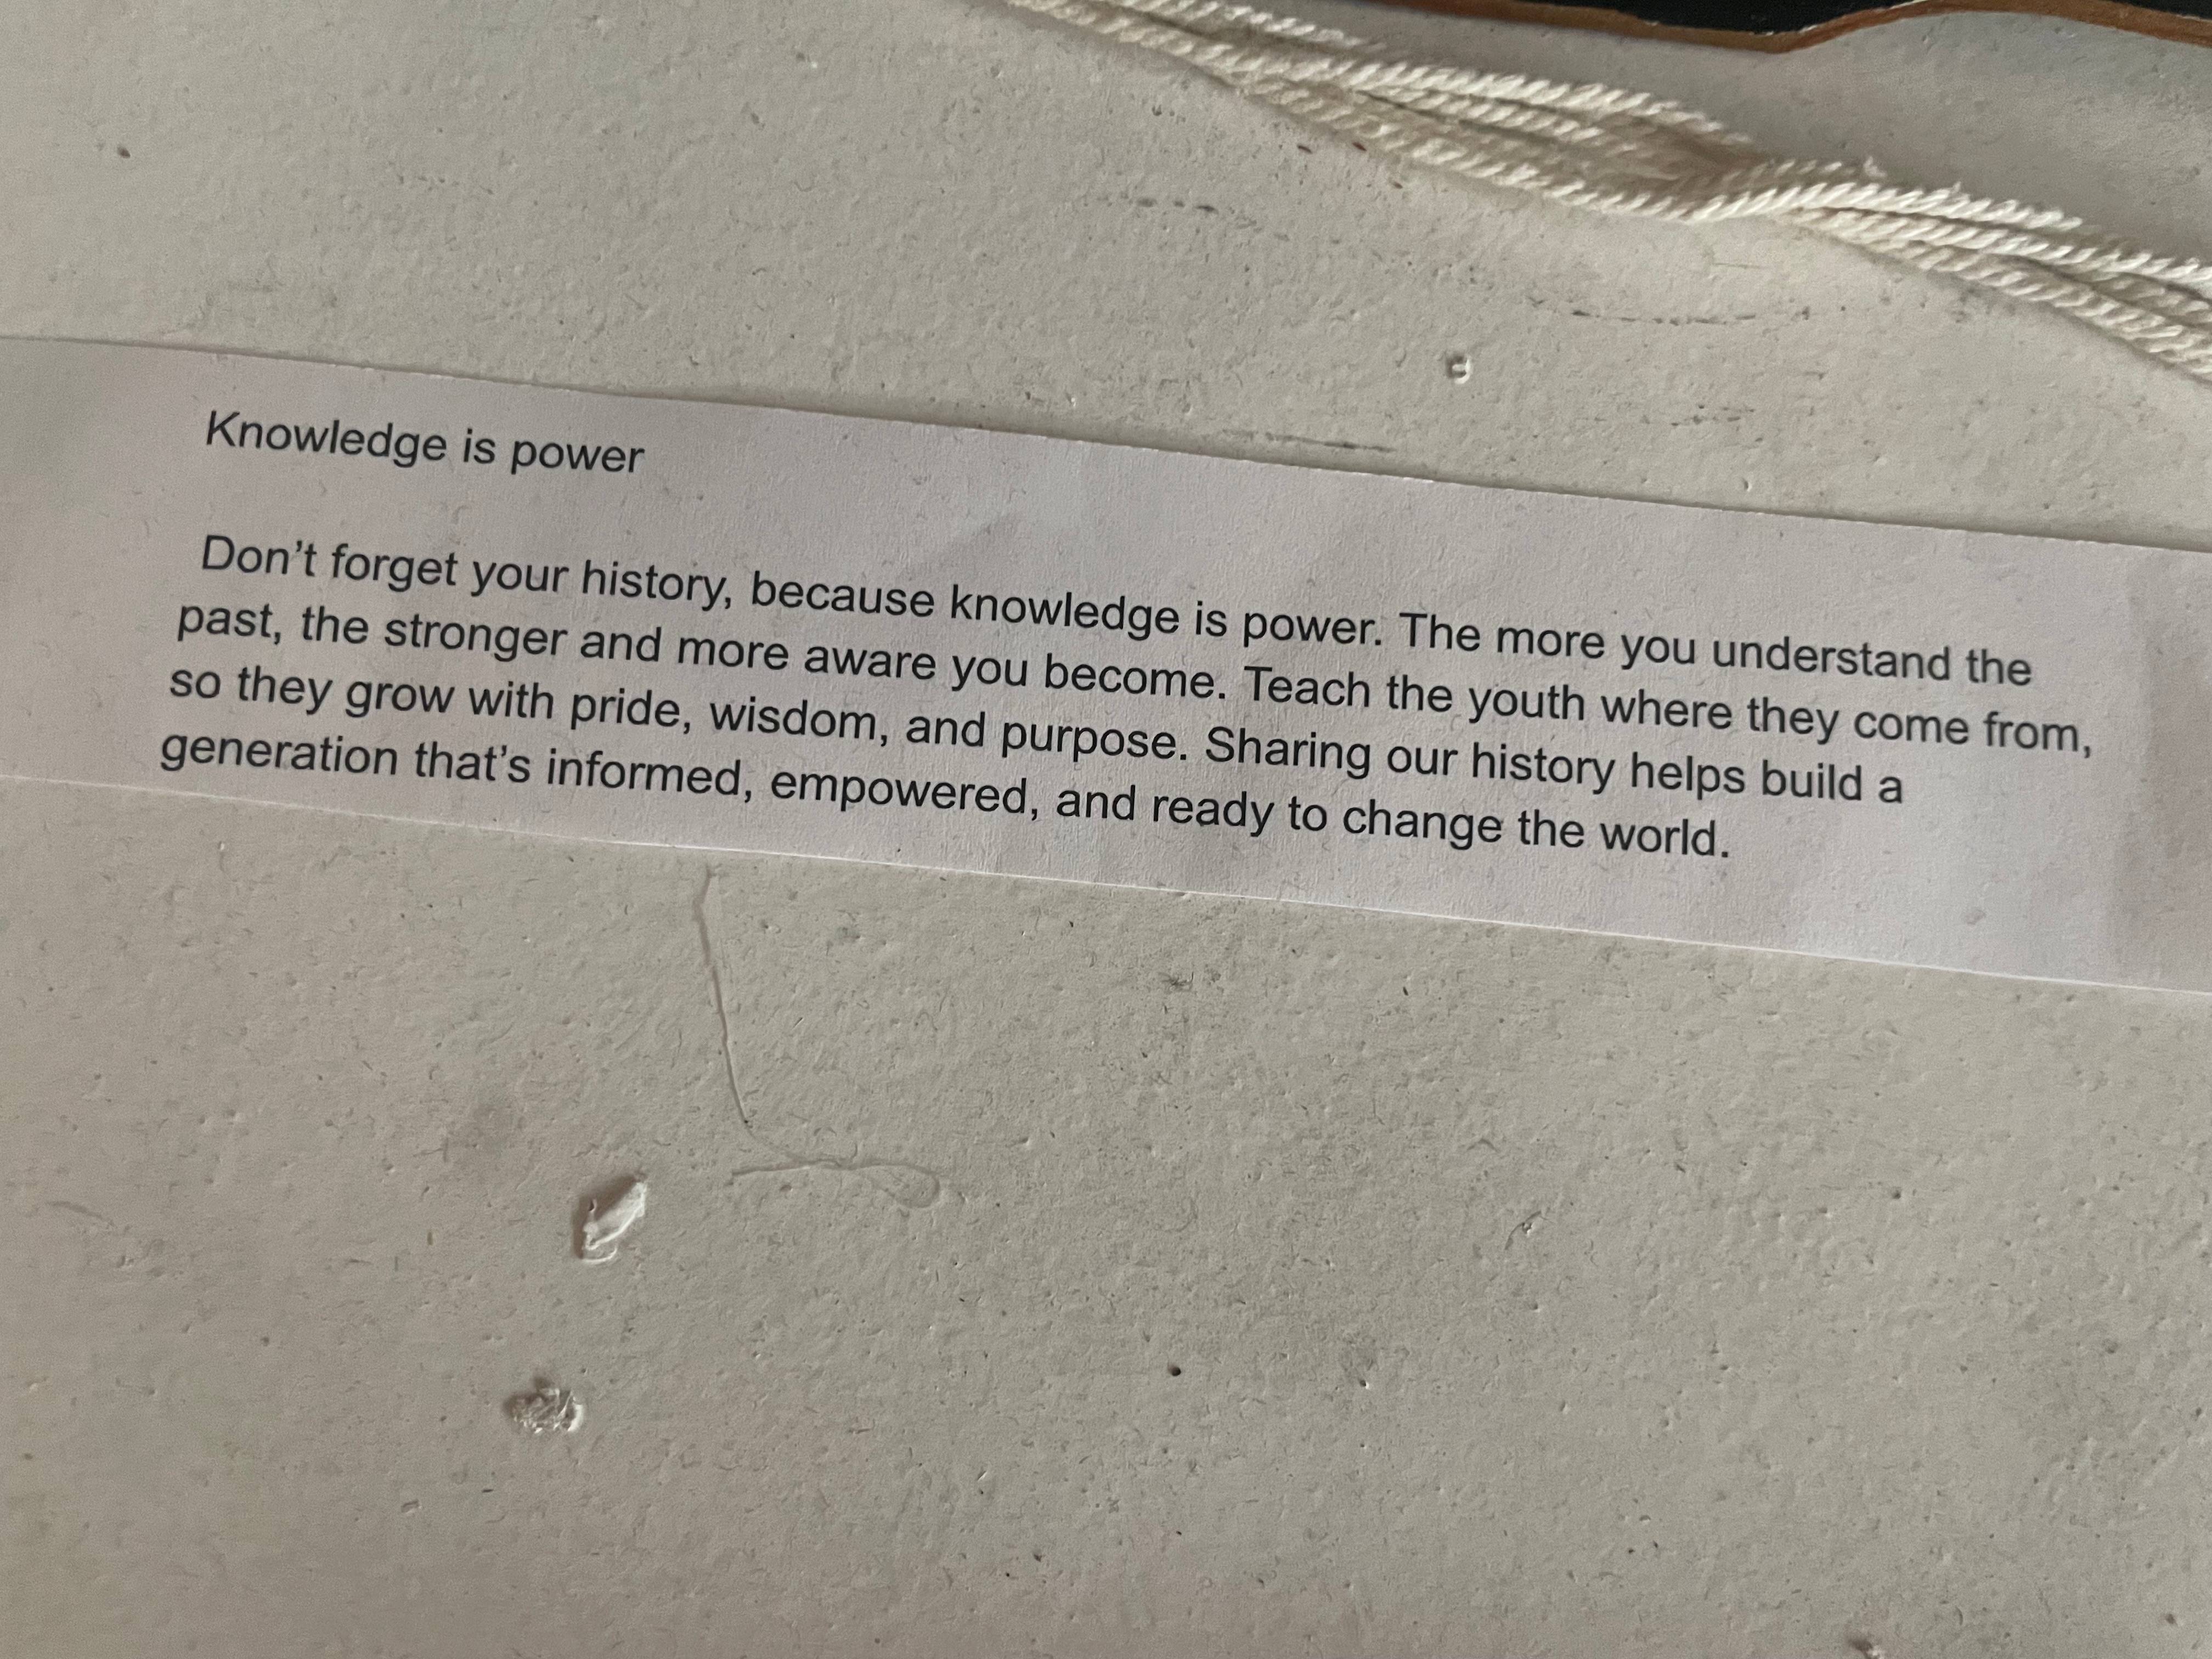 Knowledge is power
Don’t forget your history, because knowledge is power. The more you understand the
past, the stronger and more aware you become. Teach the youth where they come from,
so they grow with pride, wisdom, and purpose. Sharing our history helps build a
generation that’s informed, empowered, and ready to change the world.